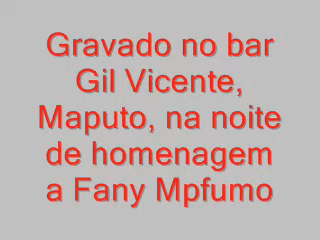 Gravado no bar
Gil Vicente,
Maputo, na noite
de homenagem
a Fany Mpfumo